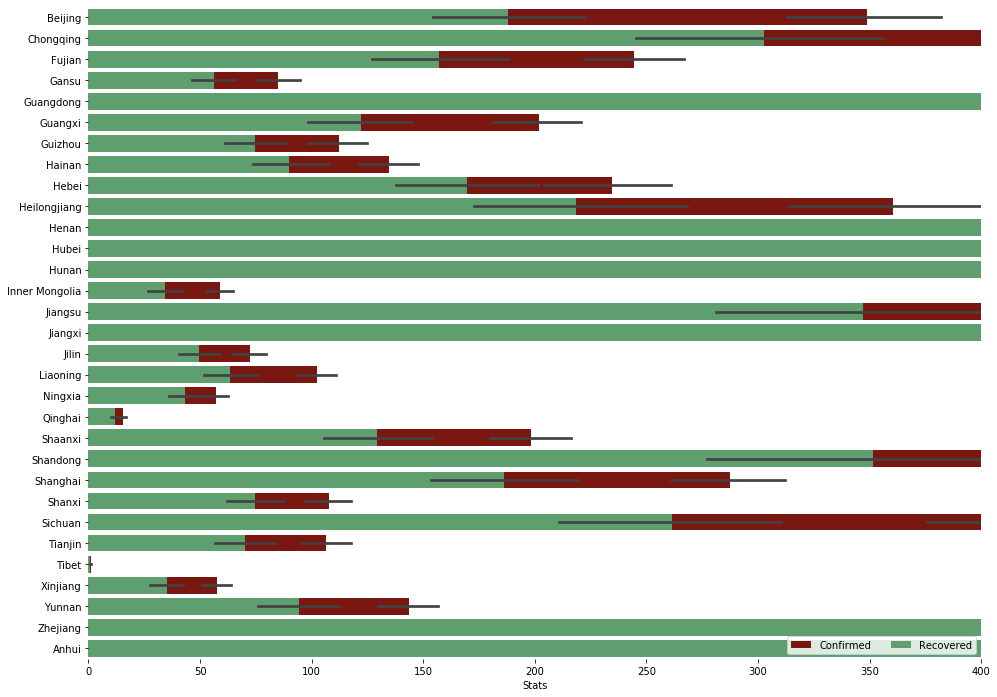 Beijing
Chongqing
Fujian
Gansu
Guangdong
Guangxi
Guizhou
Hainan
Hebei
Heilongjiang
Henan
Hubei
Hunan
Inner Mongolia
Jiangsu
Jiangxi
Jilin
Liaoning
Ningxia
Qinghai
Shaanxi
Shandong
Shanghai
Shanxi
Sichuan
Tianjin
Tibet
Xinjiang
Yunnan
Zhejiang
Anhui
Confirmed Recovered
0 50 100 150 200 250 300 350 400
Stats